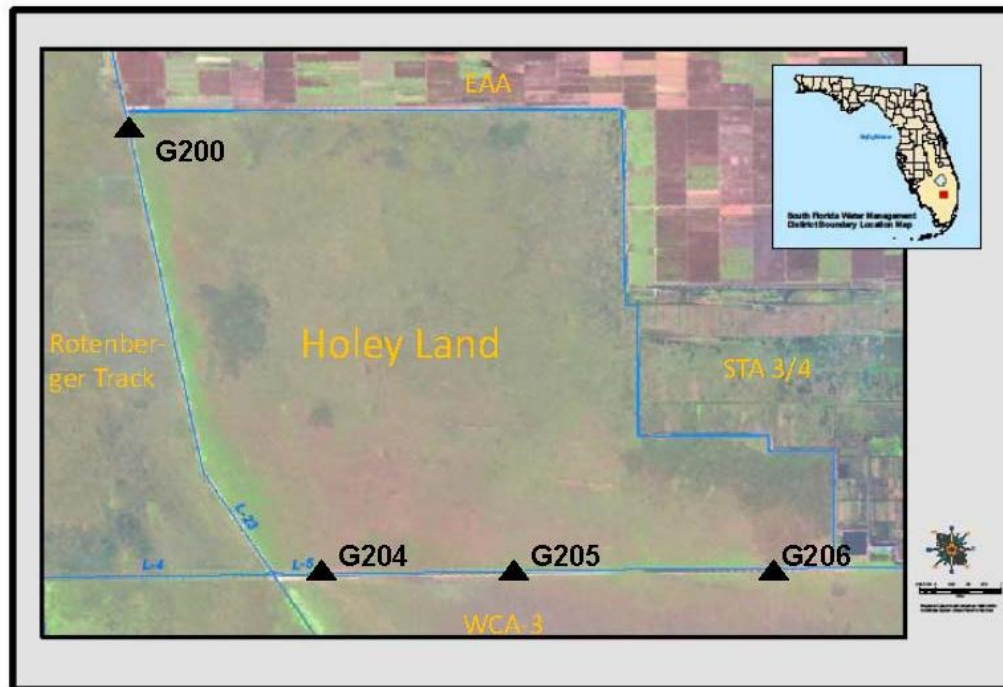 EAA
G200
South Florida Water Management
District Boundary Location Map
Holey Land
Rotenber-
ger Track
STA 3/4
L-23
L-4
L-5
G204
G205
G206
WCA-3